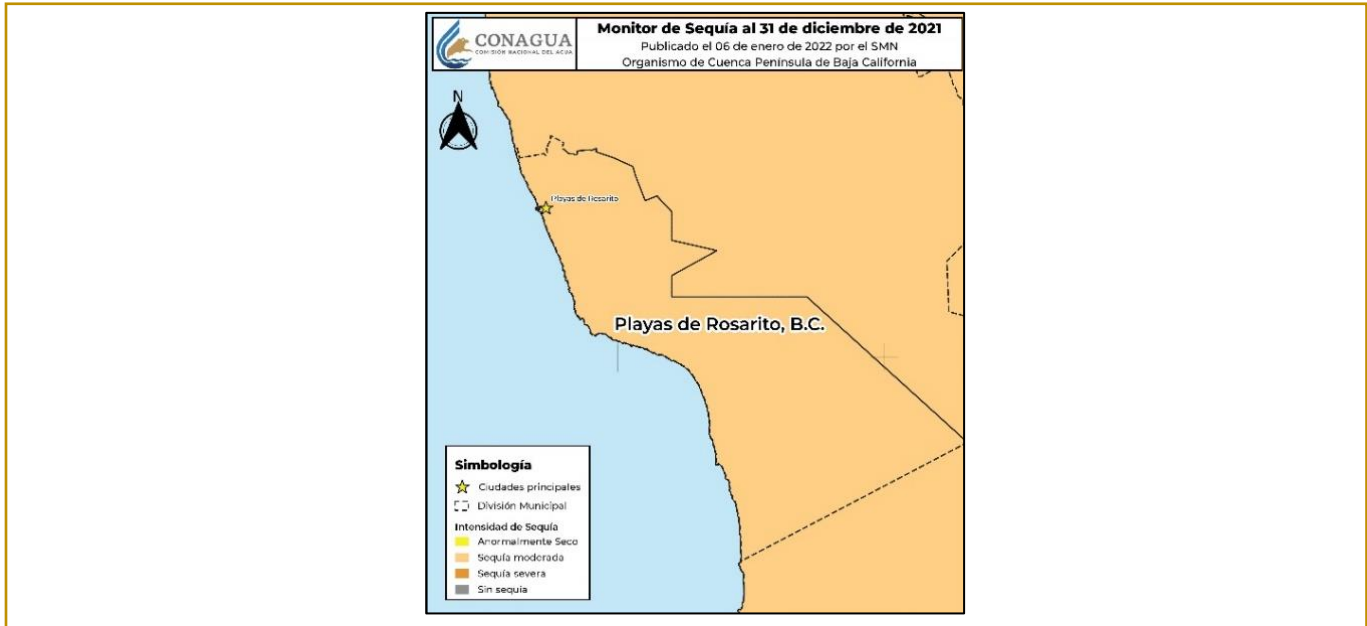 CONAGUA
COMISIÓN NACIONAL DEL AGUA
Monitor de Sequía al 31 de diciembre de 2021
Publicado el 06 de enero de 2022 por el SMN
Organismo de Cuenca Península de Baja California
N
Playas de Rosarito
Playas de Rosarito, B.C.
Simbología
Ciudades principales
División Municipal
Intensidad de Sequía
Anormalmente Seco
Sequía moderada
Sequía severa
Sin sequia